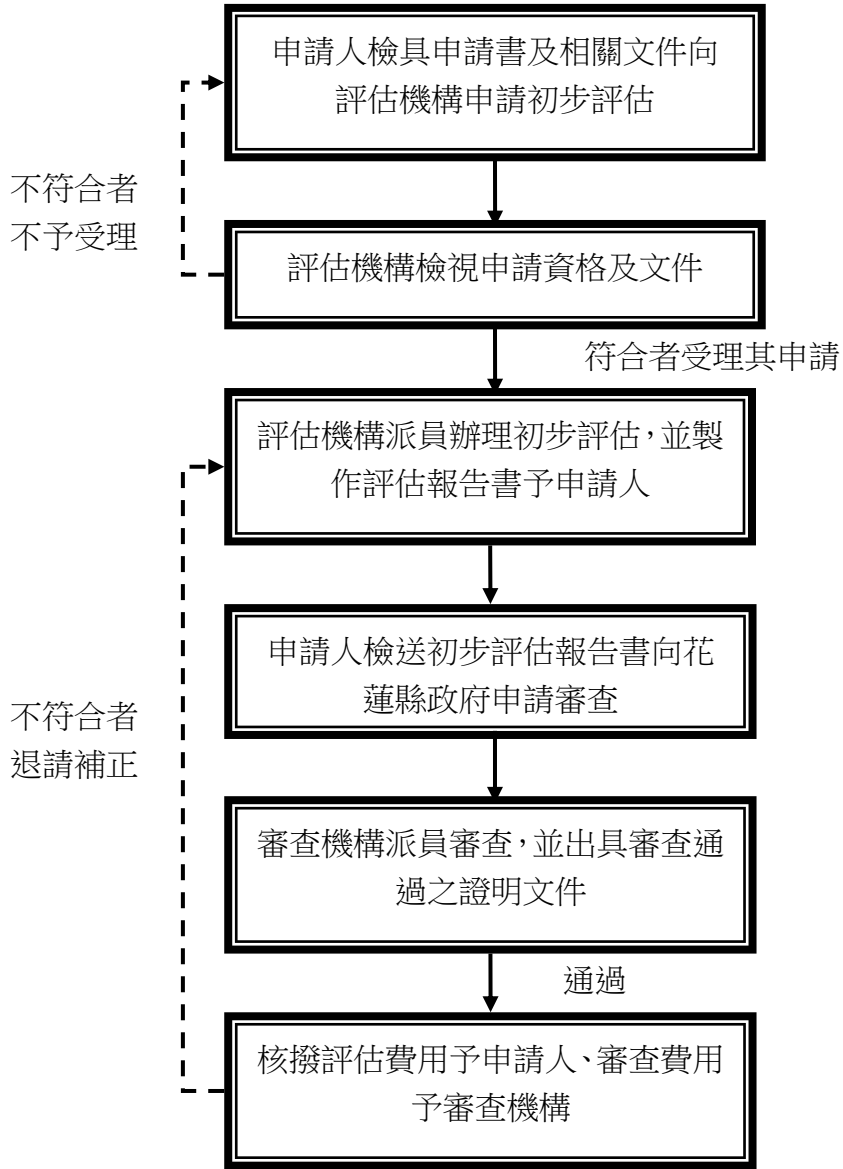 申請人檢具申請書及相關文件向
評估機構申請初步評估
不符合者
不予受理
評估機構檢視申請資格及文件
符合者受理其申請
評估機構派員辦理初步評估，並製
作評估報告書予申請人
申請人檢送初步評估報告書向花
蓮縣政府申請審查
不符合者
退請補正
審查機構派員審查，並出具審查通
過之證明文件
通過
核撥評估費用予申請人、審查費用
予審查機構